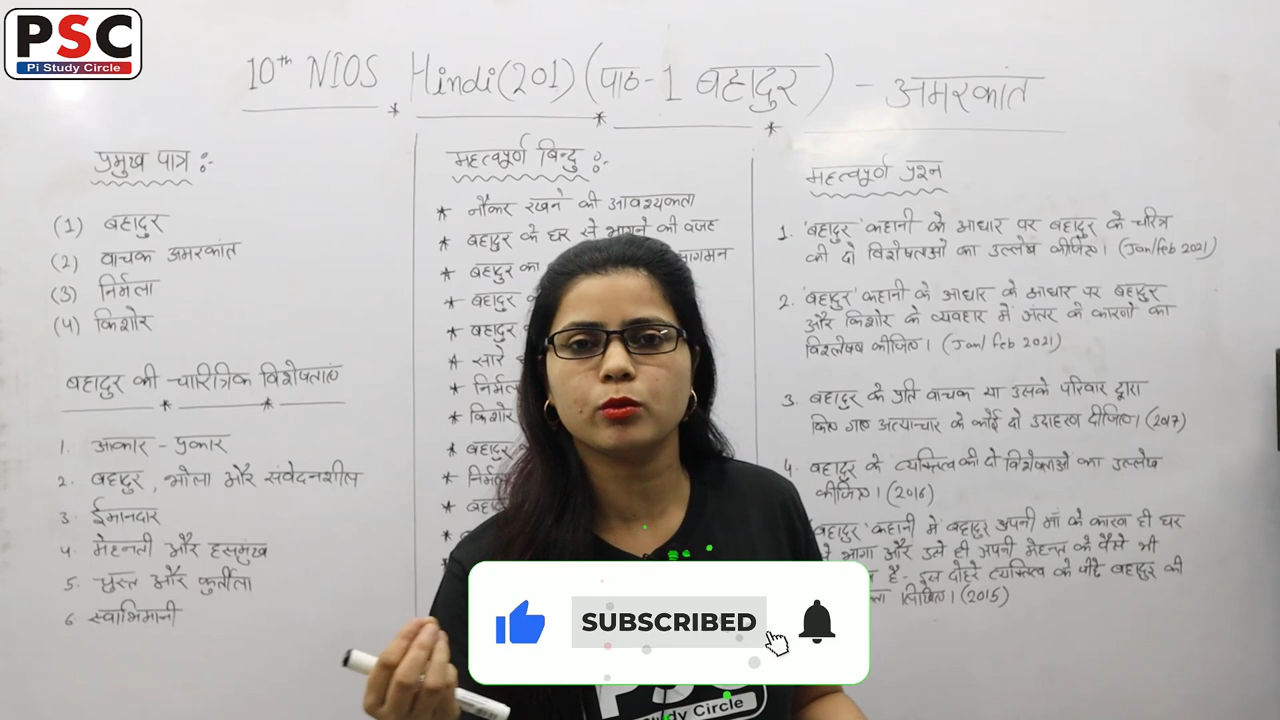 PSC
Pi Study Circle
10th NIOS Hindi(201) (पाठ-1 बहादुर) - अमरकांत
प्रमुख पात्र :-
(1) बहादुर
(2) वाचक अमरकांत
(3) निर्मला
(4) किशोर
बहादुर की चारित्रिक विशेषताएं
1. आकार - प्रकार
2. बहादुर, भोला और संवेदनशील
3. ईमानदार
4. मेहनती और हसमुंख
5. चुस्त और फुर्तीला
6. स्वाभिमानी
महत्वपूर्ण बिन्दु :-
* नौकर रखने की आवश्यकता
* बहादुर के घर से भागने की वजह
* बहादुर का
* बहादुर
* बहादुर
* सारे
* निर्मला
* किशोर
* बहादुर
* निर्मला
महत्वपूर्ण प्रश्न
1. 'बहादुर' कहानी के आधार पर बहादुर के चरित्र
की दो विशेषताओं का उल्लेख कीजिए। (Jan/Feb 2021)
2. 'बहादुर' कहानी के आधार के आधार पर बहादुर
और किशोर के व्यवहार में अंतर के कारणों का
विश्लेषण कीजिए। (Jan/Feb 2021)
3. बहादुर के प्रति वाचक या उसके परिवार द्वारा
किए गए अत्याचार के कोई दो उदाहरण दीजिए। (2017)
4. बहादुर के व्यक्तित्व की दो विशेषताओं का उल्लेख
कीजिए। (2016)
बहादुर' कहानी में बहादुर अपनी माँ के कारण ही घर
भागा और उसे ही अपनी मेहनत के पैसे भी
है - इस दोहरे व्यक्तित्व के पीछे बहादुर की
लिखिए। (2015)
SUBSCRIBED
PSC
Study Circle